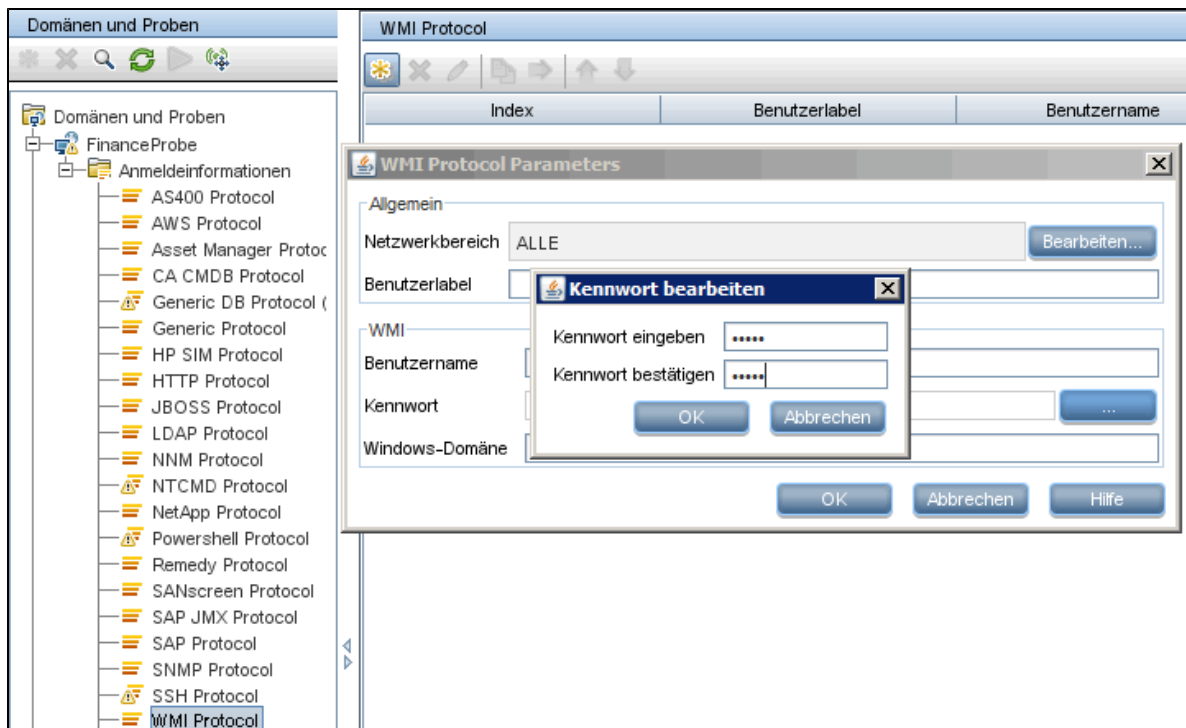 Domänen und Proben
Domänen und Proben
FinanceProbe
Anmeldeinformationen
AS400 Protocol
AWS Protocol
Asset Manager Protoc
CA CMDB Protocol
Generic DB Protocol (
Generic Protocol
HP SIM Protocol
HTTP Protocol
JBOSS Protocol
LDAP Protocol
NNM Protocol
NTCMD Protocol
NetApp Protocol
Powershell Protocol
Remedy Protocol
SANscreen Protocol
SAP JMX Protocol
SAP Protocol
SNMP Protocol
SSH Protocol
WMI Protocol
WMI Protocol
Index Benutzerlabel Benutzername
WMI Protocol Parameters
Allgemein
Netzwerkbereich ALLE Bearbeiten...
Benutzerlabel
WMI
Benutzername
Kennwort ...
Windows-Domäne
OK Abbrechen Hilfe
Kennwort bearbeiten
Kennwort eingeben •••••
Kennwort bestätigen •••••
OK Abbrechen